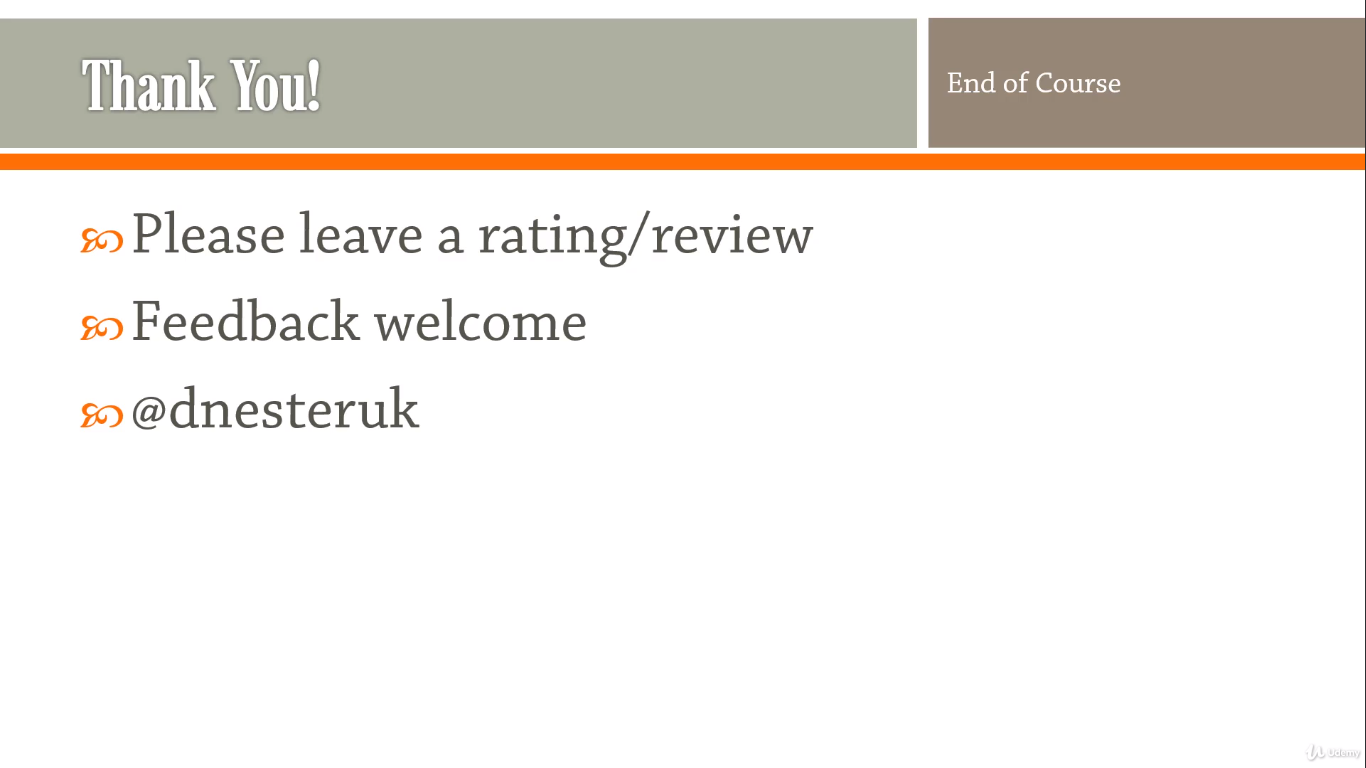 Thank You!
End of Course
Please leave a rating/review
Feedback welcome
@dnesteruk
Udemy